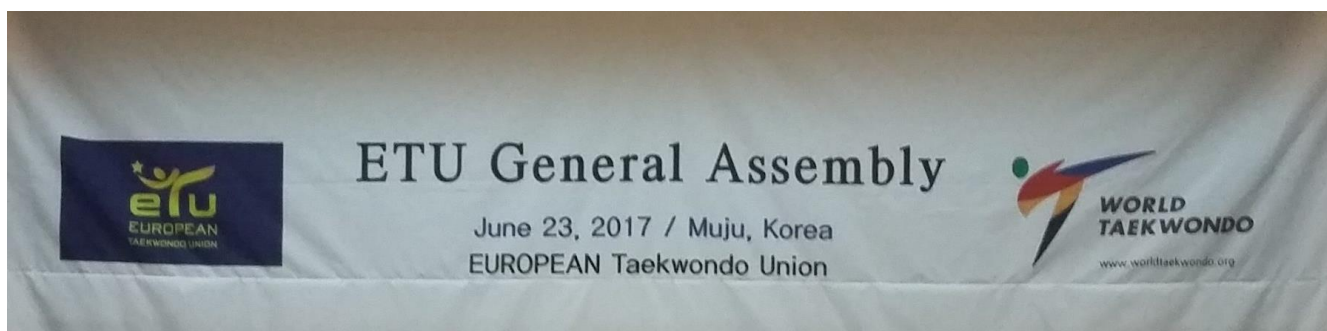 eTU
EUROPEAN
TAEKWONDO UNION
ETU General Assembly
June 23, 2017 / Muju, Korea
EUROPEAN Taekwondo Union
WORLD
TAEKWONDO
www.worldtaekwondo.org